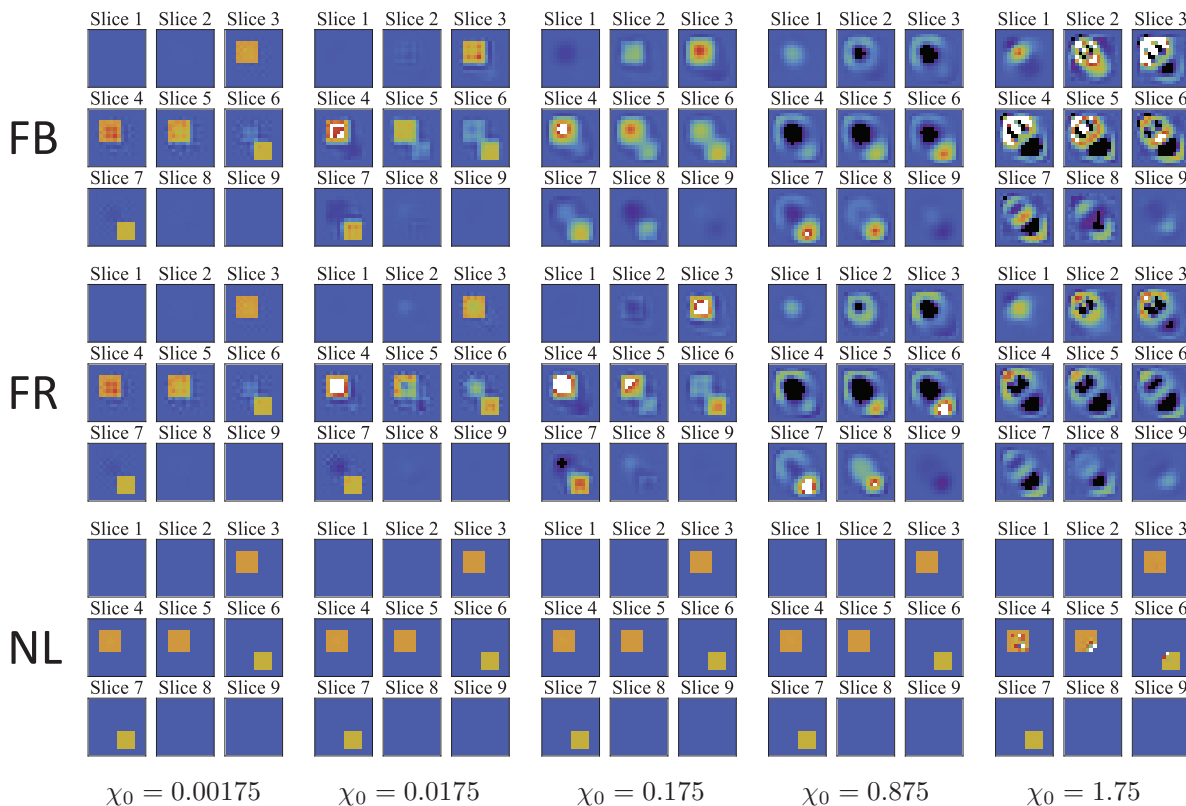 Slice 1 Slice 2 Slice 3 Slice 1 Slice 2 Slice 3 Slice 1 Slice 2 Slice 3 Slice 1 Slice 2 Slice 3 Slice 1 Slice 2 Slice 3
FB
Slice 4 Slice 5 Slice 6 Slice 4 Slice 5 Slice 6 Slice 4 Slice 5 Slice 6 Slice 4 Slice 5 Slice 6 Slice 4 Slice 5 Slice 6
Slice 7 Slice 8 Slice 9 Slice 7 Slice 8 Slice 9 Slice 7 Slice 8 Slice 9 Slice 7 Slice 8 Slice 9 Slice 7 Slice 8 Slice 9
Slice 1 Slice 2 Slice 3 Slice 1 Slice 2 Slice 3 Slice 1 Slice 2 Slice 3 Slice 1 Slice 2 Slice 3 Slice 1 Slice 2 Slice 3
FR
Slice 4 Slice 5 Slice 6 Slice 4 Slice 5 Slice 6 Slice 4 Slice 5 Slice 6 Slice 4 Slice 5 Slice 6 Slice 4 Slice 5 Slice 6
Slice 7 Slice 8 Slice 9 Slice 7 Slice 8 Slice 9 Slice 7 Slice 8 Slice 9 Slice 7 Slice 8 Slice 9 Slice 7 Slice 8 Slice 9
Slice 1 Slice 2 Slice 3 Slice 1 Slice 2 Slice 3 Slice 1 Slice 2 Slice 3 Slice 1 Slice 2 Slice 3 Slice 1 Slice 2 Slice 3
NL
Slice 4 Slice 5 Slice 6 Slice 4 Slice 5 Slice 6 Slice 4 Slice 5 Slice 6 Slice 4 Slice 5 Slice 6 Slice 4 Slice 5 Slice 6
Slice 7 Slice 8 Slice 9 Slice 7 Slice 8 Slice 9 Slice 7 Slice 8 Slice 9 Slice 7 Slice 8 Slice 9 Slice 7 Slice 8 Slice 9
χ₀ = 0.00175 χ₀ = 0.0175 χ₀ = 0.175 χ₀ = 0.875 χ₀ = 1.75